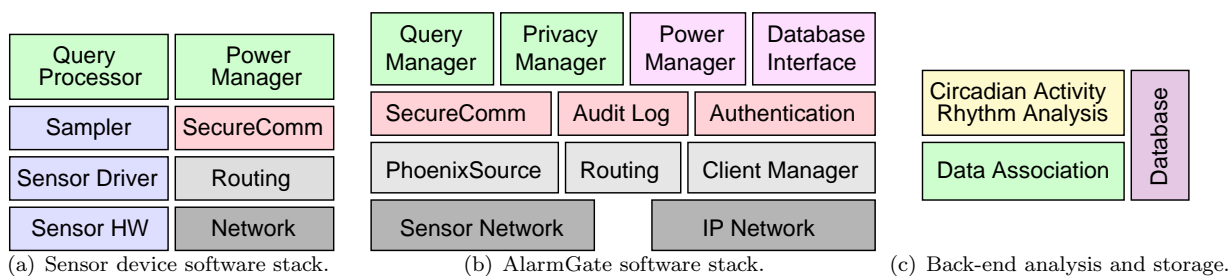 Query
Processor
Power
Manager
Sampler
SecureComm
Sensor Driver
Routing
Sensor HW
Network
(a) Sensor device software stack.
Query
Manager
Privacy
Manager
Power
Manager
Database
Interface
SecureComm
Audit Log
Authentication
PhoenixSource
Routing
Client Manager
Sensor Network
IP Network
(b) AlarmGate software stack.
Circadian Activity
Rhythm Analysis
Data Association
Database
(c) Back-end analysis and storage.